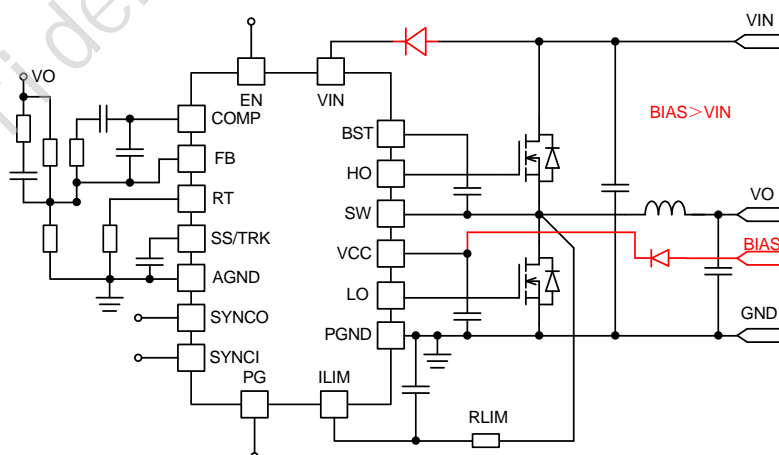 VIN
VO
EN
VIN
COMP
BST
BIAS>VIN
FB
HO
RT
SW
VO
SS/TRK
VCC
BIAS
AGND
LO
SYNCO
PGND
GND
SYNCI
PG
ILIM
RLIM